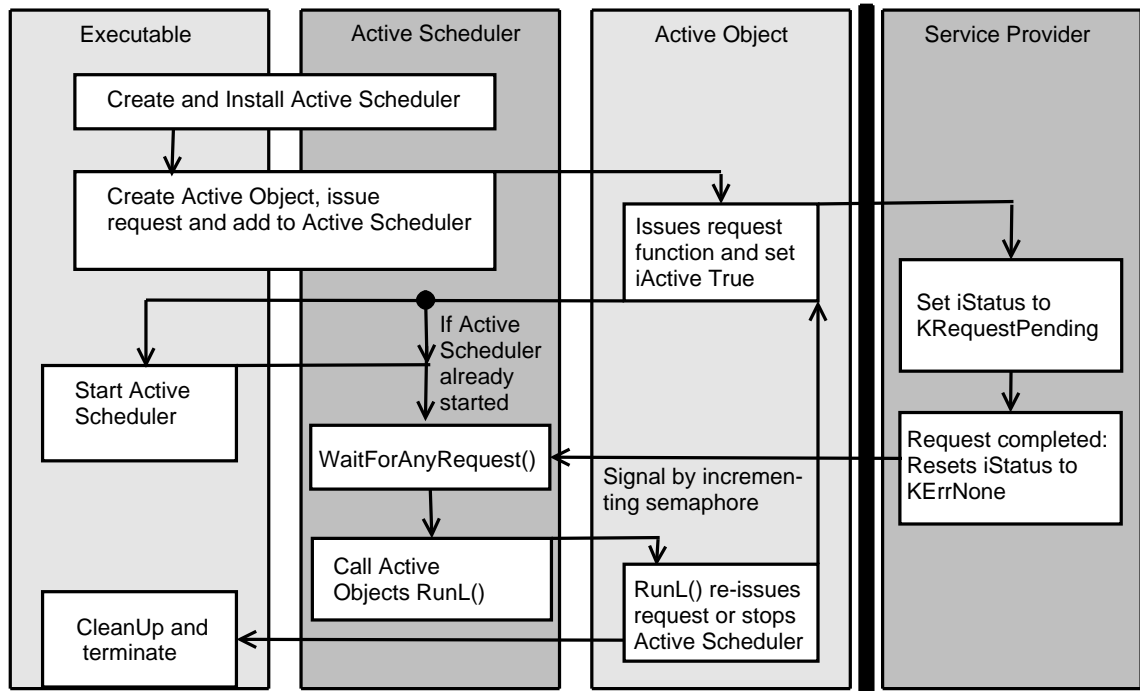 Executable
Active Scheduler
Active Object
Service Provider
Create and Install Active Scheduler
Create Active Object, issue
request and add to Active Scheduler
Issues request
function and set
iActive True
Set iStatus to
KRequestPending
If Active
Scheduler
already
started
Start Active
Scheduler
WaitForAnyRequest()
Request completed:
Resets iStatus to
KErrNone
Signal by incremen-
ting semaphore
Call Active
Objects RunL()
RunL() re-issues
request or stops
Active Scheduler
CleanUp and
terminate